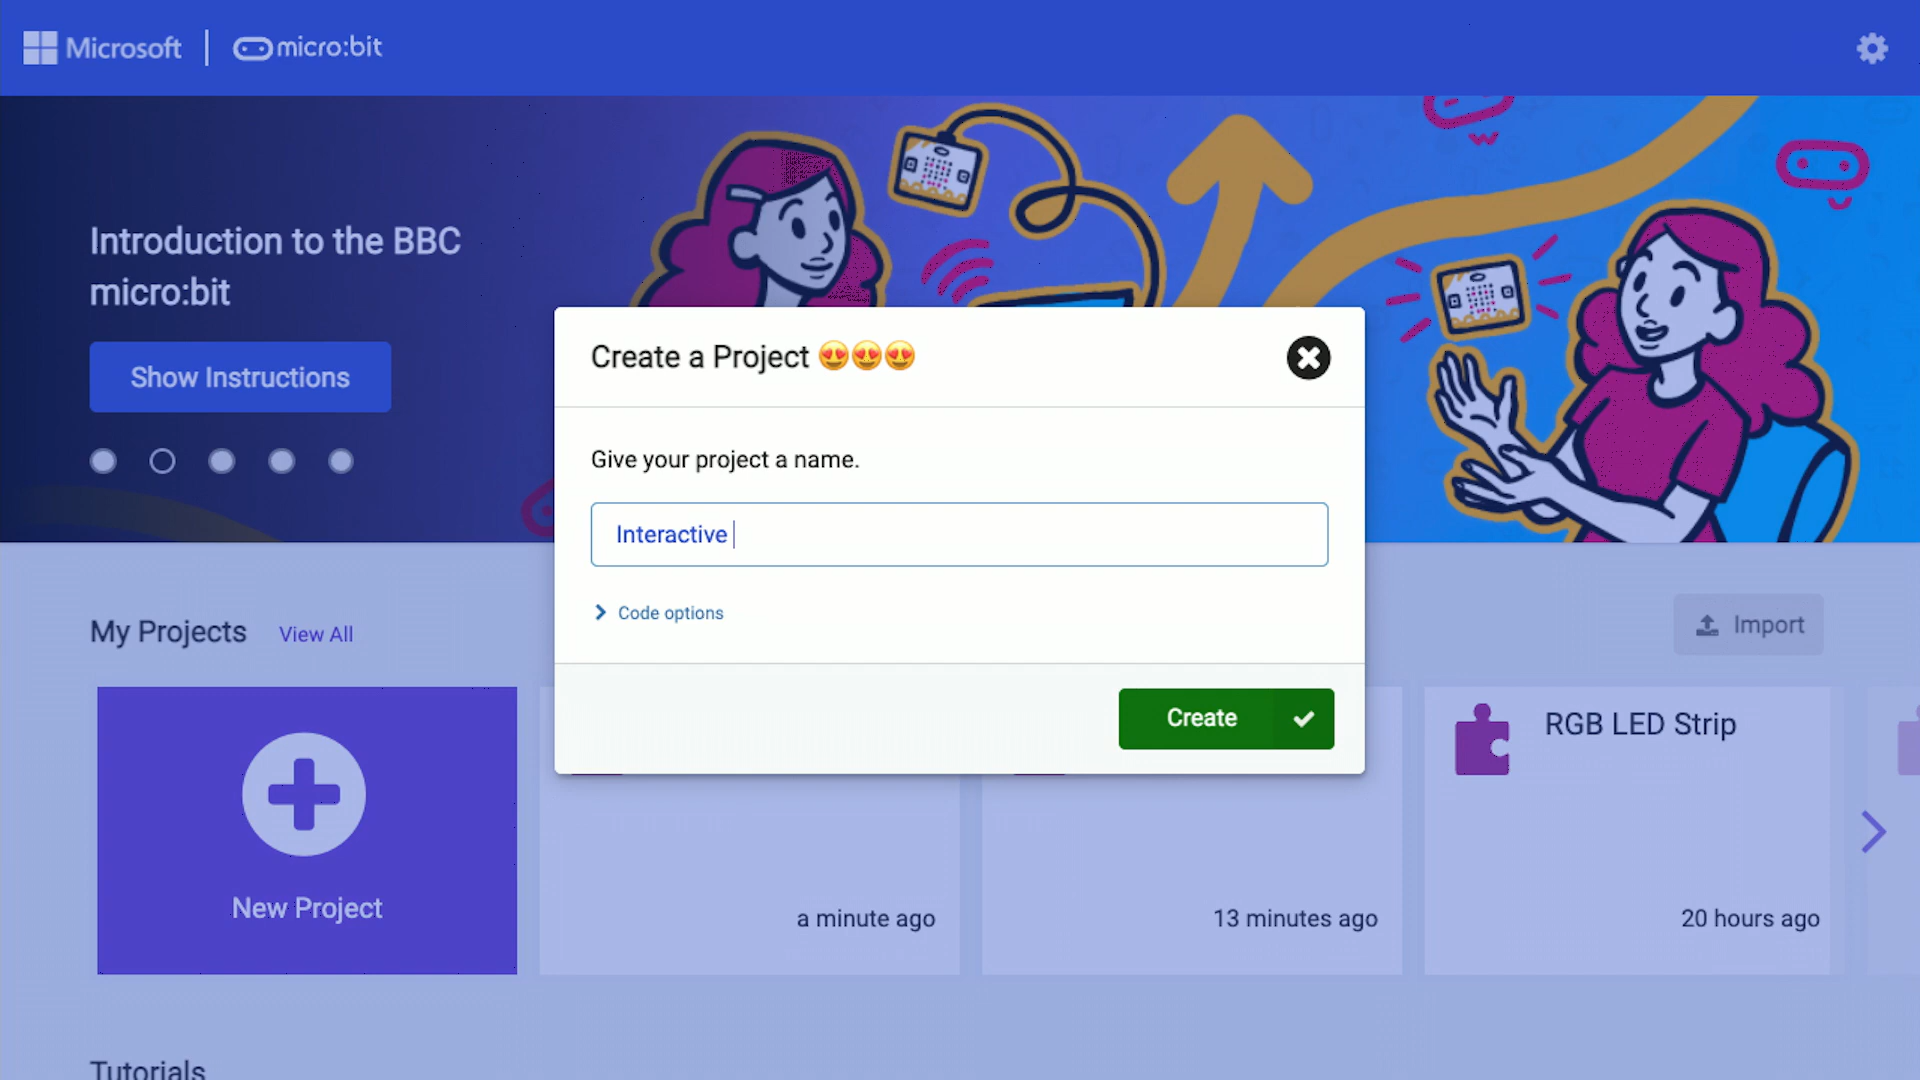 Microsoft | micro:bit
Introduction to the BBC
micro:bit
Show Instructions
Create a Project 😍😍😍
Give your project a name.
Interactive
Code options
Create
My Projects
View All
Import
New Project
a minute ago
13 minutes ago
RGB LED Strip
20 hours ago
Tutorials